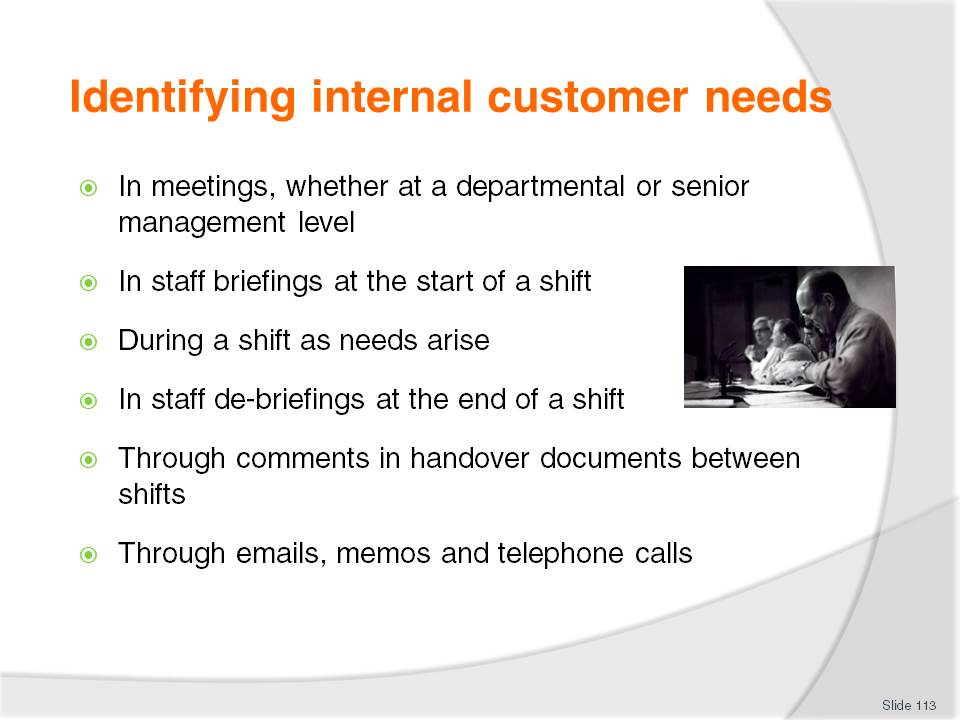 Identifying internal customer needs
In meetings, whether at a departmental or senior
management level
In staff briefings at the start of a shift
During a shift as needs arise
In staff de-briefings at the end of a shift
Through comments in handover documents between
shifts
Through emails, memos and telephone calls
Slide 113